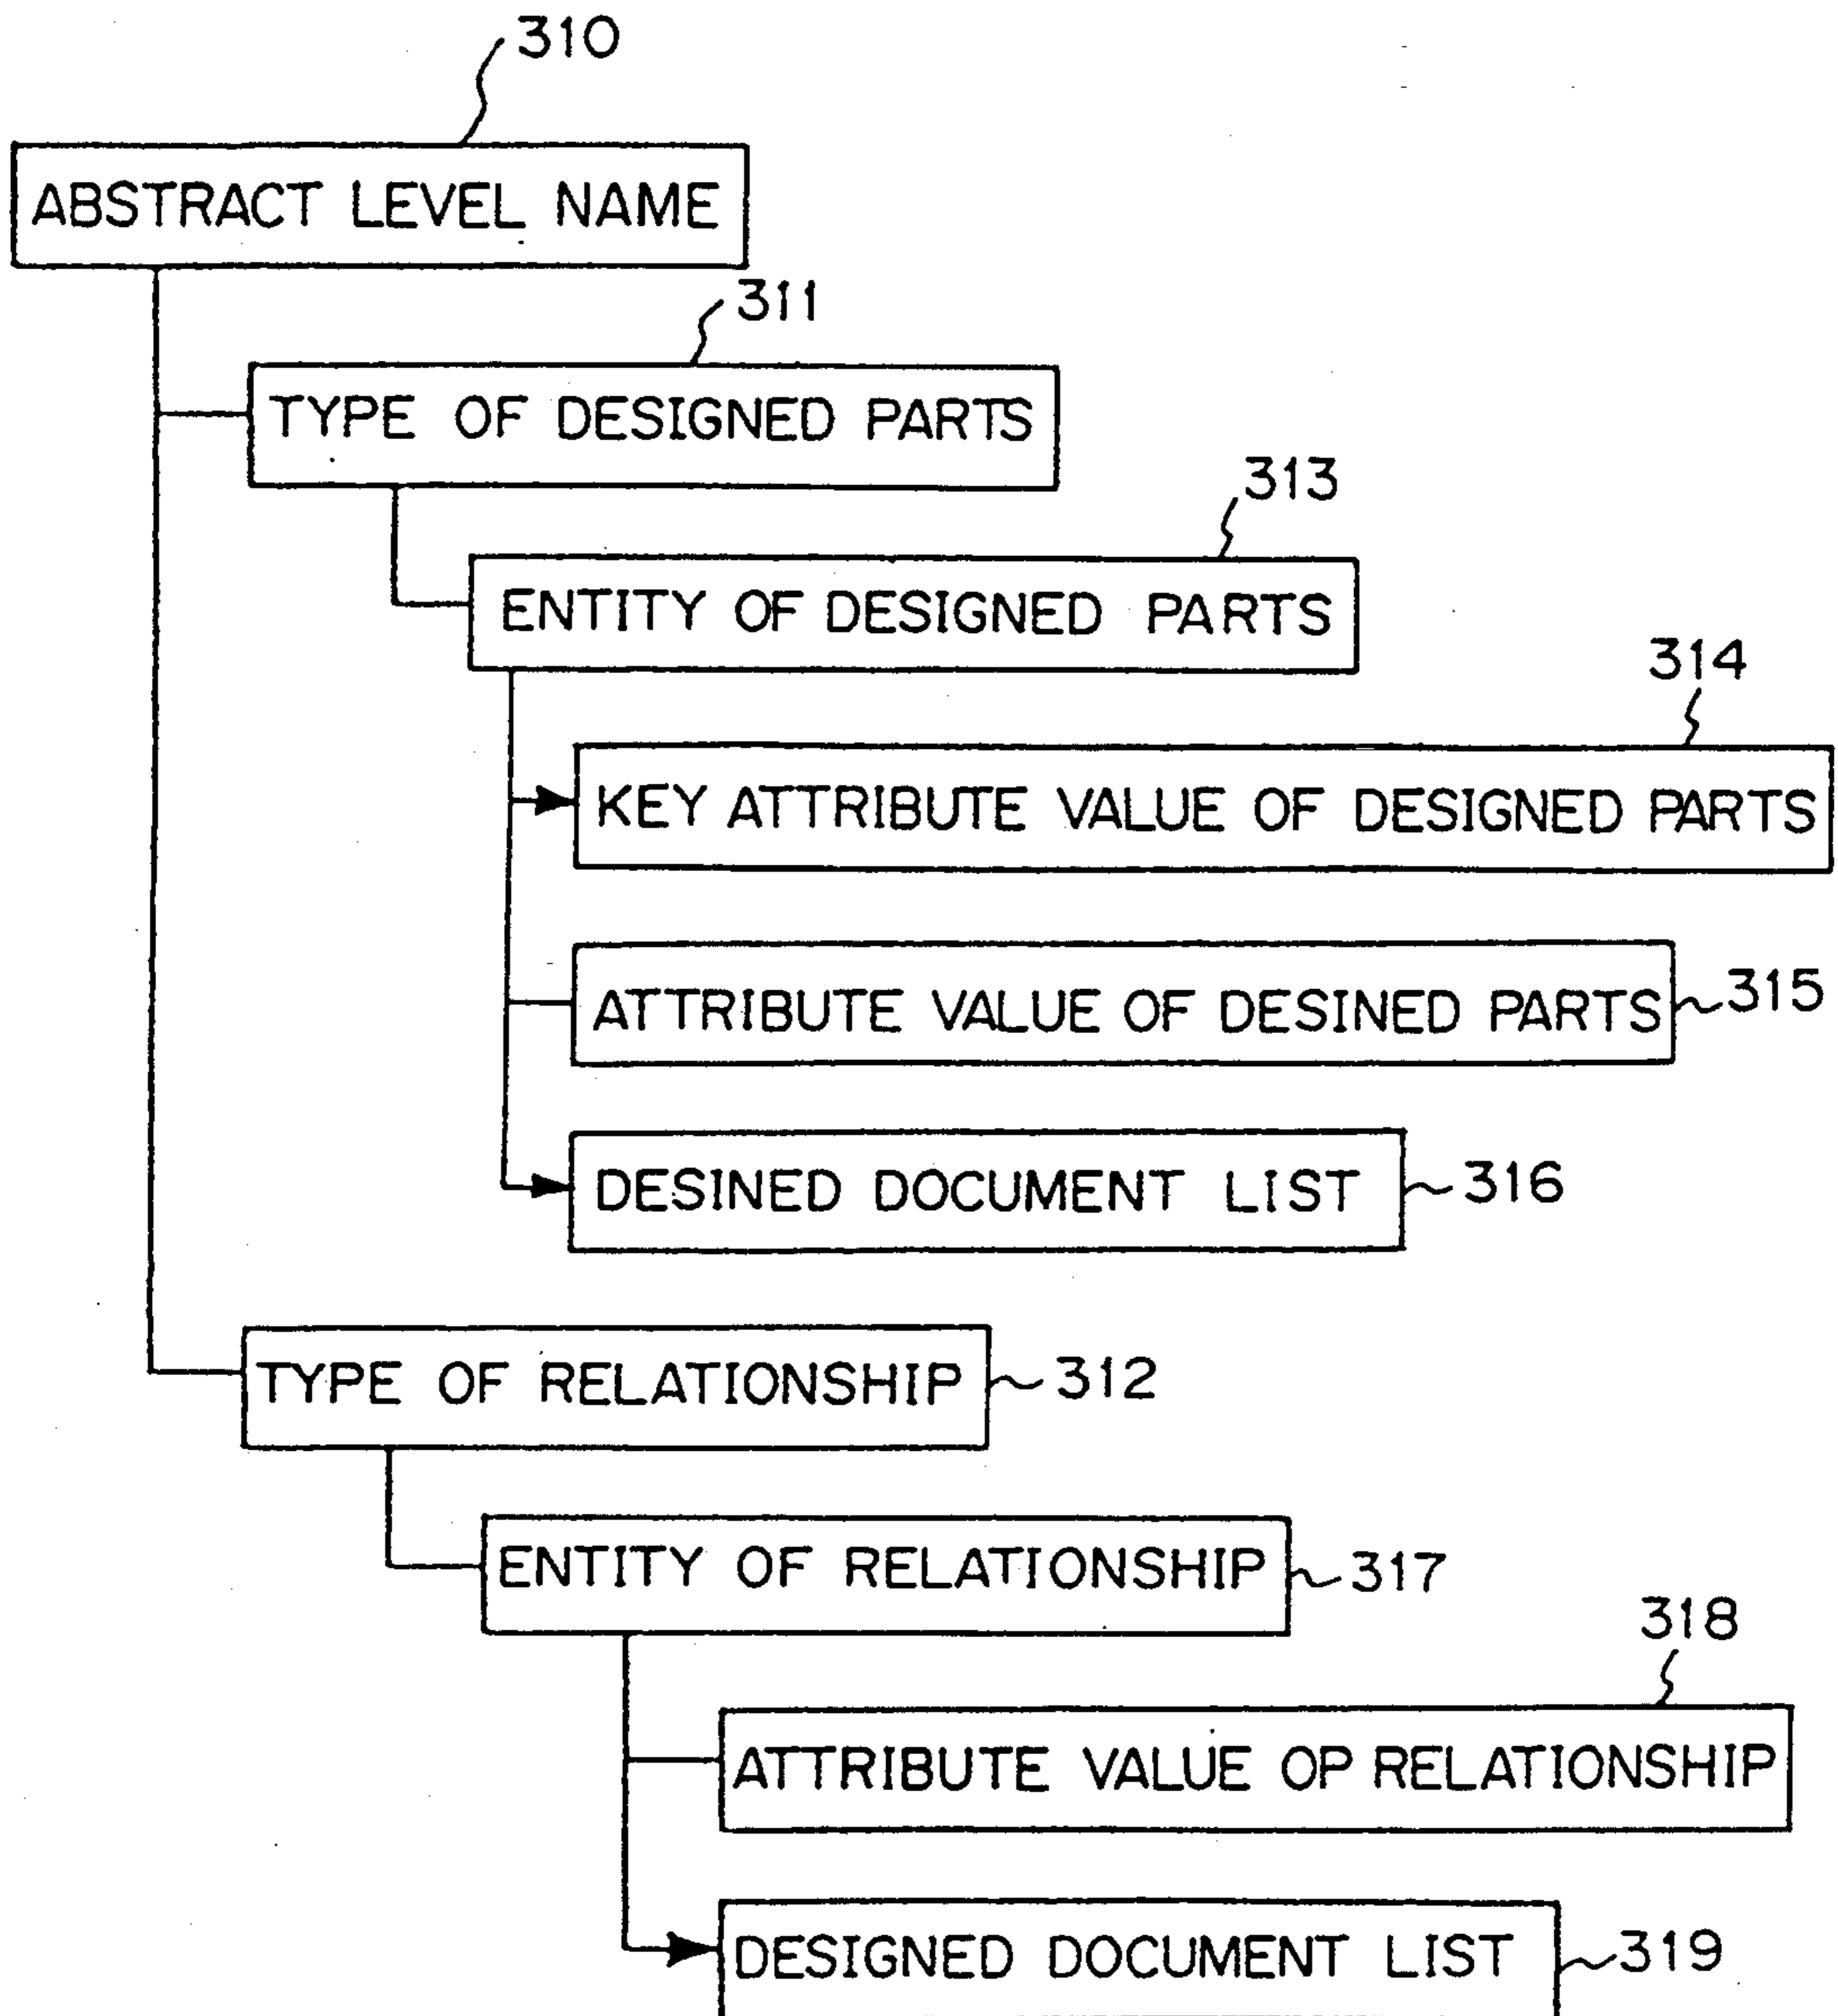 310
ABSTRACT LEVEL NAME
311
TYPE OF DESIGNED PARTS
313
ENTITY OF DESIGNED PARTS
314
KEY ATTRIBUTE VALUE OF DESIGNED PARTS
ATTRIBUTE VALUE OF DESINED PARTS 315
DESINED DOCUMENT LIST 316
TYPE OF RELATIONSHIP 312
ENTITY OF RELATIONSHIP 317
318
ATTRIBUTE VALUE OP RELATIONSHIP
DESIGNED DOCUMENT LIST 319